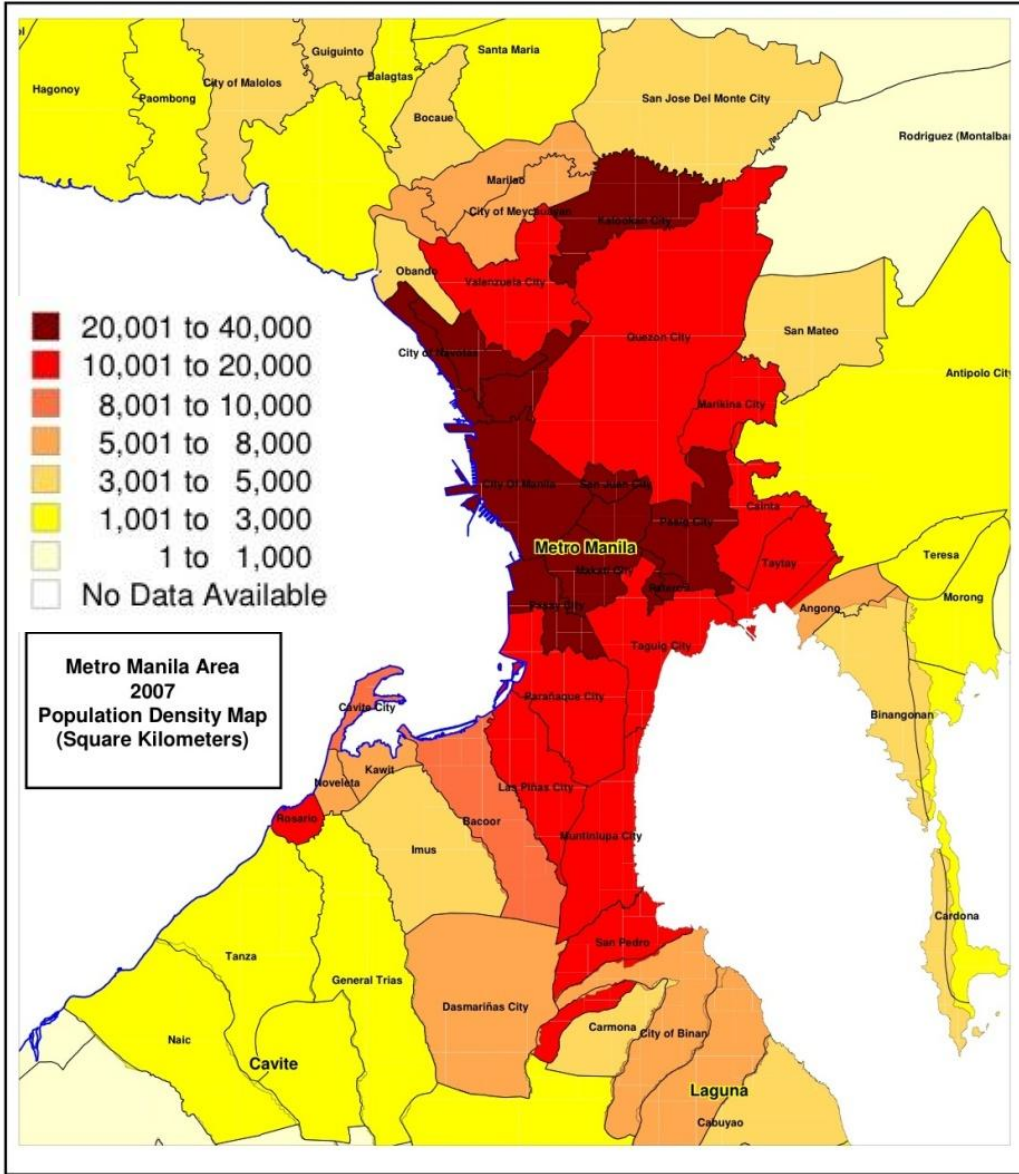 Santa Maria
Guiguinto
City of Malolos
Balagtas
Hagonoy
Paombong
San Jose Del Monte City
Bocaue
Rodriguez (Montalban
Marilao
City of Meycauayan
Kalookan City
Obando
Valenzuela City
Quezon City
San Mateo
City of Navotas
Antipolo City
Marikina City
City Of Manila
San Juan City
Cainta
Pasig City
Metro Manila
Teresa
Makati City
Taytay
Pateros
Morong
Pasay City
Angono
Taguig City
Parañaque City
Binangonan
20,001 to 40,000
10,001 to 20,000
8,001 to 10,000
5,001 to 8,000
3,001 to 5,000
1,001 to 3,000
1 to 1,000
No Data Available
Metro Manila Area
2007
Population Density Map
(Square Kilometers)
Cavite City
Kawit
Noveleta
Las Piñas City
Rosario
Bacoor
Muntinlupa City
Imus
Cardona
San Pedro
Tanza
General Trias
Dasmariñas City
Carmona
City of Binan
Naic
Cavite
Laguna
Cabuyao